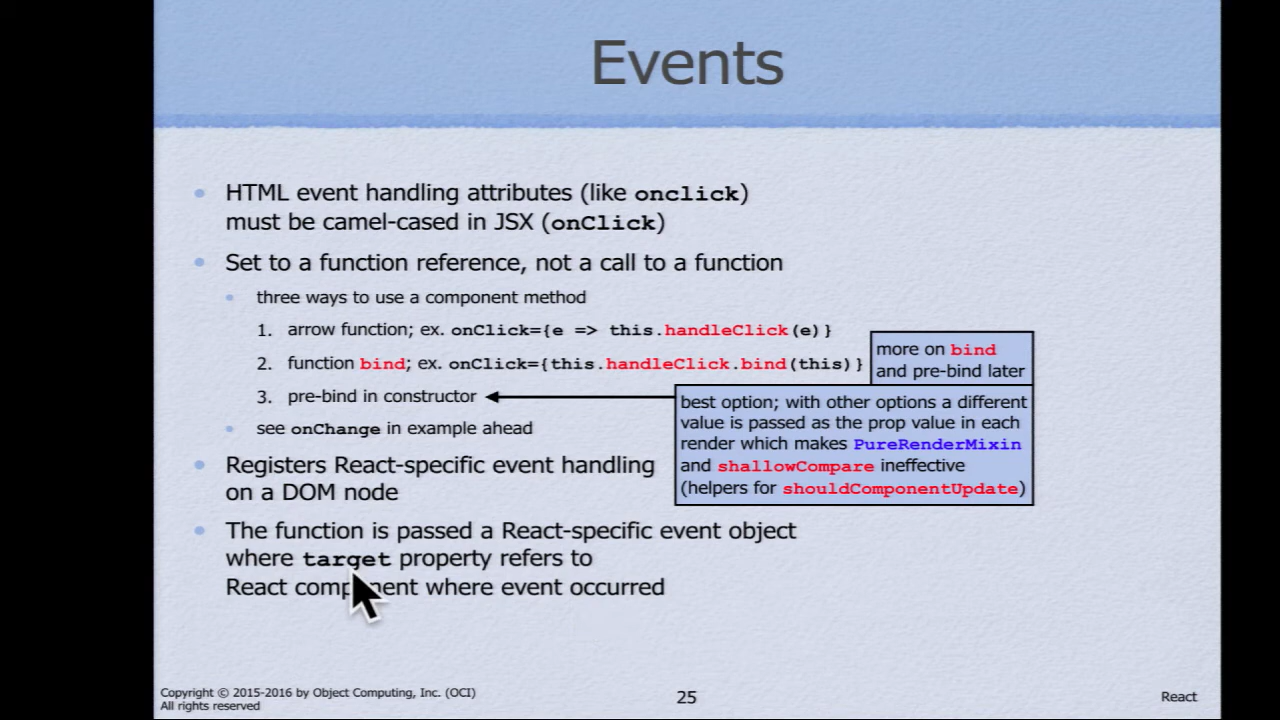 Events
HTML event handling attributes (like onclick)
must be camel-cased in JSX (onClick)
Set to a function reference, not a call to a function
three ways to use a component method
1. arrow function; ex. onClick={e => this.handleClick(e)}
2. function bind; ex. onClick={this.handleClick.bind(this)}
more on bind
and pre-bind later
3. pre-bind in constructor
best option; with other options a different
value is passed as the prop value in each
render which makes PureRenderMixin
and shallowCompare ineffective
(helpers for shouldComponentUpdate)
see onChange in example ahead
Registers React-specific event handling
on a DOM node
The function is passed a React-specific event object
where target property refers to
React component where event occurred
Copyright © 2015-2016 by Object Computing, Inc. (OCI)
All rights reserved
25
React